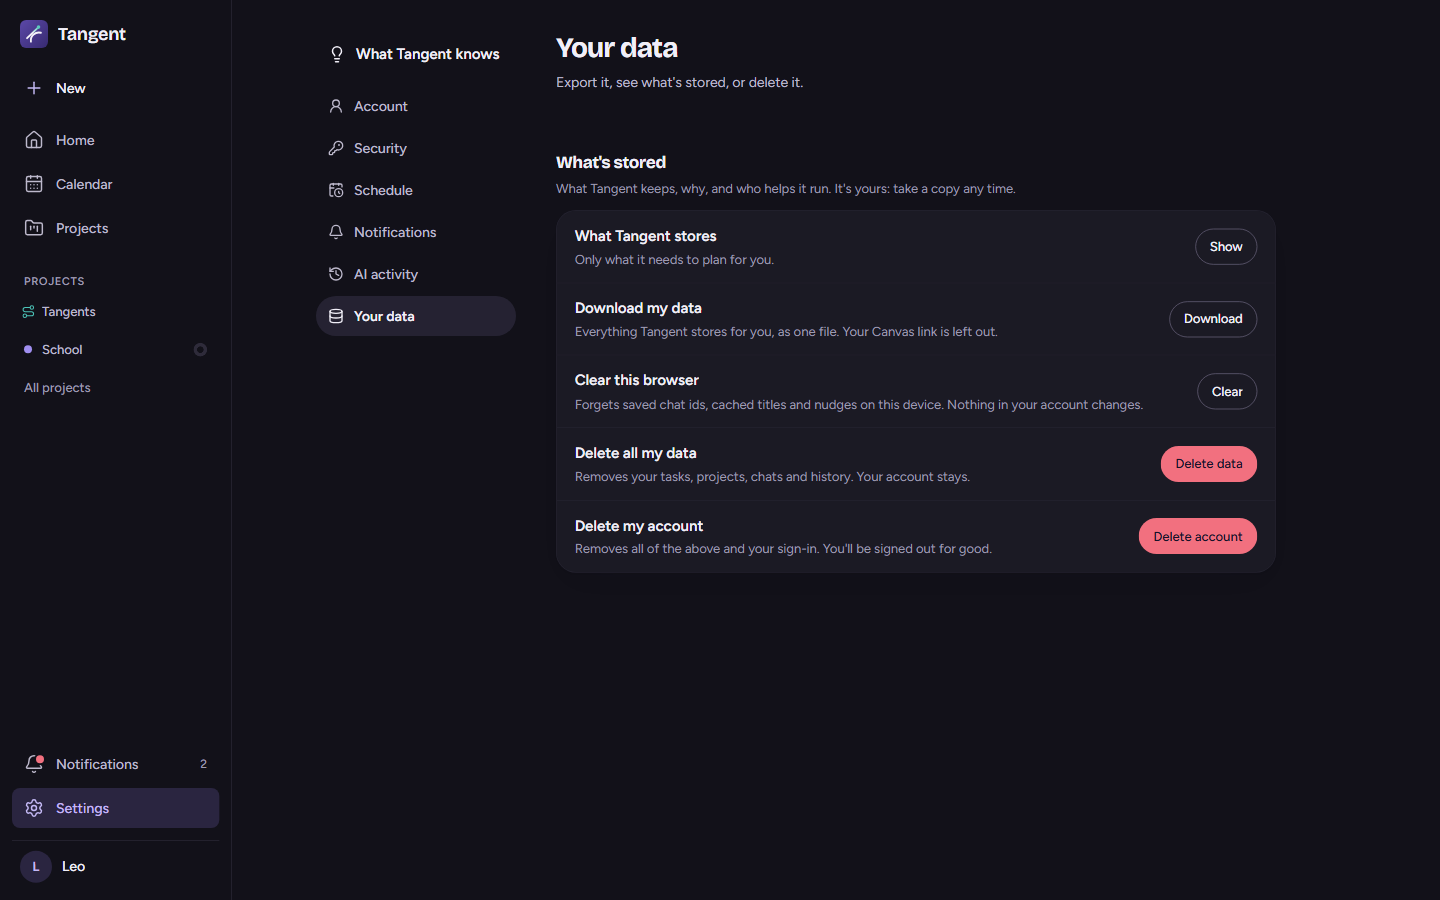 Tangent
New
Home
Calendar
Projects
PROJECTS
Tangents
School
All projects
Notifications 2
Settings
L Leo
What Tangent knows
Account
Security
Schedule
Notifications
AI activity
Your data
Your data
Export it, see what's stored, or delete it.
What's stored
What Tangent keeps, why, and who helps it run. It's yours: take a copy any time.
What Tangent stores
Only what it needs to plan for you.
Show
Download my data
Everything Tangent stores for you, as one file. Your Canvas link is left out.
Download
Clear this browser
Forgets saved chat ids, cached titles and nudges on this device. Nothing in your account changes.
Clear
Delete all my data
Removes your tasks, projects, chats and history. Your account stays.
Delete data
Delete my account
Removes all of the above and your sign-in. You'll be signed out for good.
Delete account